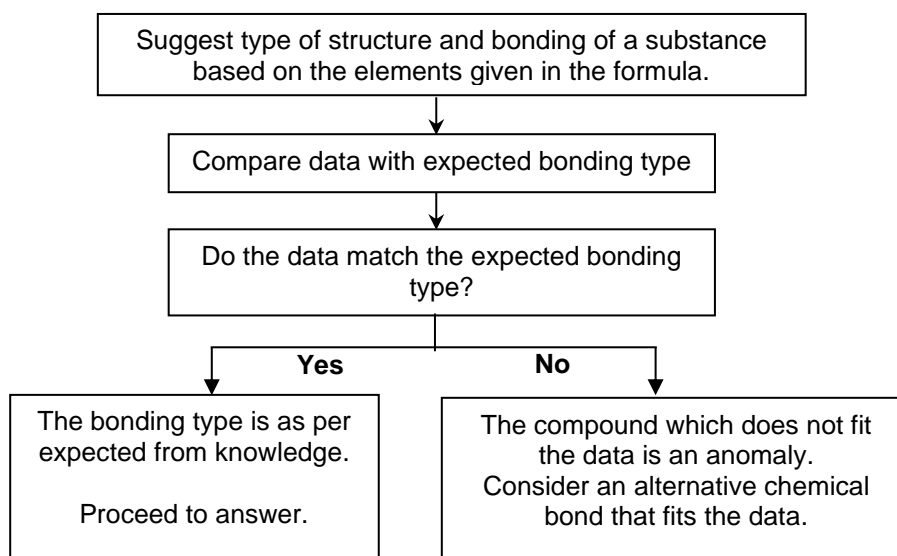 Suggest type of structure and bonding of a substance
based on the elements given in the formula.
Compare data with expected bonding type
Do the data match the expected bonding
type?
Yes
No
The bonding type is as per
expected from knowledge.
Proceed to answer.
The compound which does not fit
the data is an anomaly.
Consider an alternative chemical
bond that fits the data.